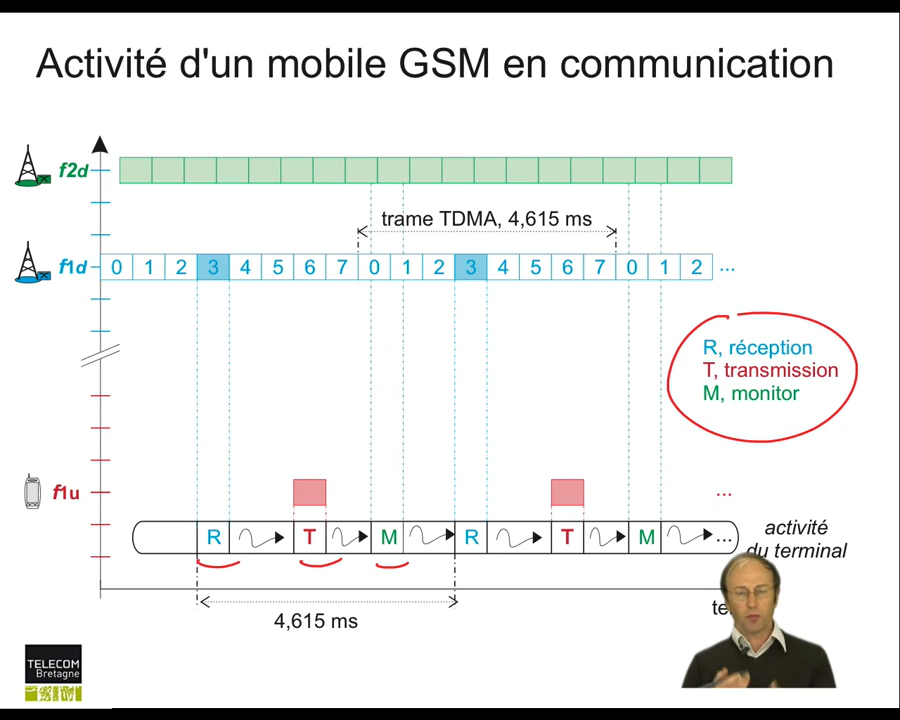 Activité d'un mobile GSM en communication
f2d
trame TDMA, 4,615 ms
f1d 0 1 2 3 4 5 6 7 0 1 2 3 4 5 6 7 0 1 2 ...
R, réception
T, transmission
M, monitor
f1u ...
R T M R T M ...
activité
du terminal
4,615 ms
TELECOM
Bretagne